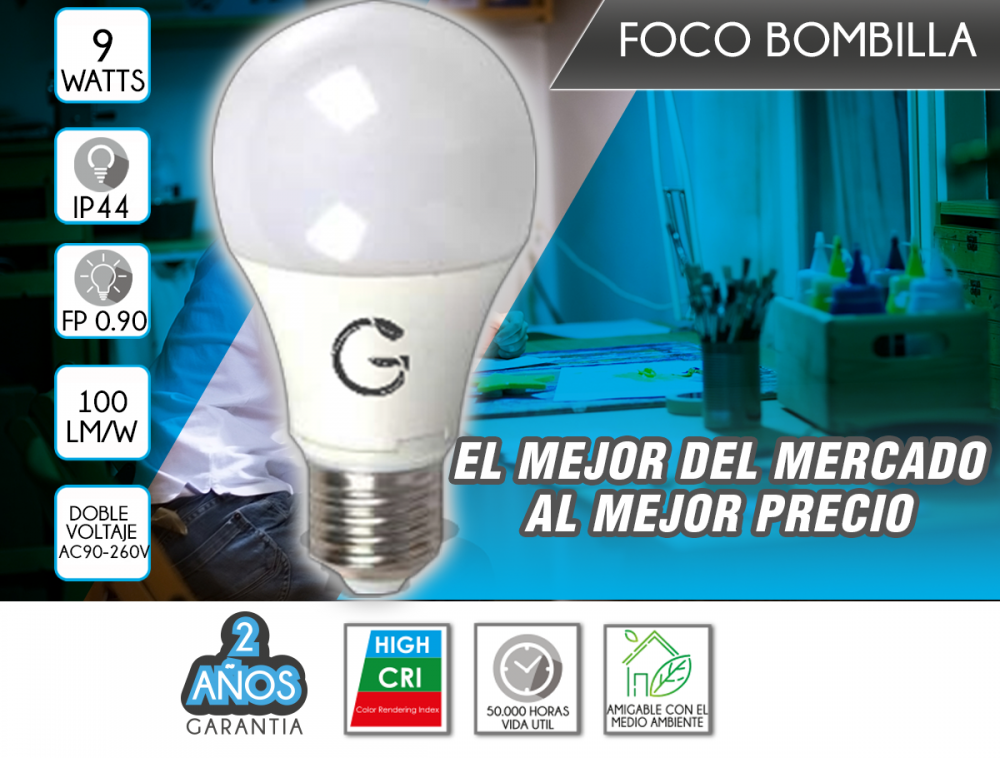 FOCO BOMBILLA
9
WATTS
IP44
FP 0.90
100
LM/W
DOBLE
VOLTAJE
AC90-260V
G
EL MEJOR DEL MERCADO
AL MEJOR PRECIO
2
AÑOS
GARANTIA
HIGH
CRI
Color Rendering Index
50.000 HORAS
VIDA UTIL
AMIGABLE CON EL
MEDIO AMBIENTE